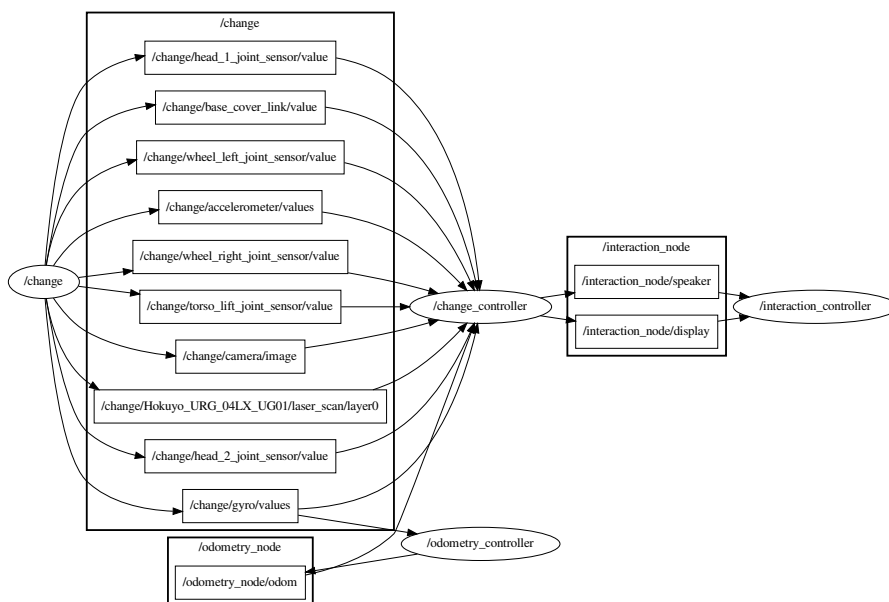 /change
/change/head_1_joint_sensor/value
/change/base_cover_link/value
/change/wheel_left_joint_sensor/value
/change/accelerometer/values
/change/wheel_right_joint_sensor/value
/change
/change/torso_lift_joint_sensor/value
/change/camera/image
/change/Hokuyo_URG_04LX_UG01/laser_scan/layer0
/change/head_2_joint_sensor/value
/change/gyro/values
/change_controller
/interaction_node
/interaction_node/speaker
/interaction_node/display
/interaction_controller
/odometry_node
/odometry_node/odom
/odometry_controller